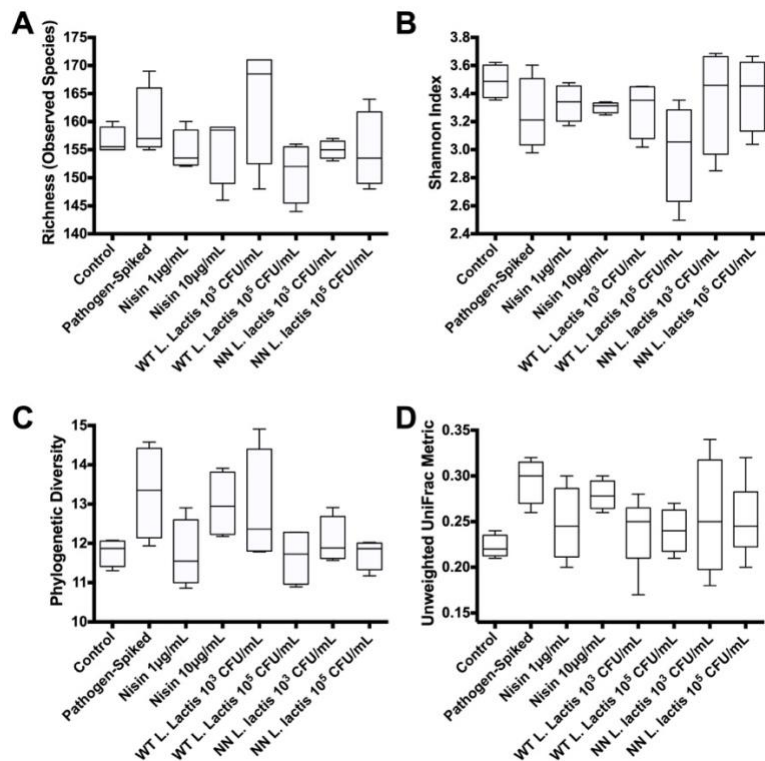 A
Richness (Observed Species)
175
170
165
160
155
150
145
140
Control
Pathogen-Spiked
Nisin 1µg/mL
Nisin 10µg/mL
WT L. Lactis 10³ CFU/mL
WT L. Lactis 10⁵ CFU/mL
NN L. lactis 10³ CFU/mL
NN L. lactis 10⁵ CFU/mL
B
Shannon Index
3.8
3.6
3.4
3.2
3.0
2.8
2.6
2.4
Control
Pathogen-Spiked
Nisin 1µg/mL
Nisin 10µg/mL
WT L. Lactis 10³ CFU/mL
WT L. Lactis 10⁵ CFU/mL
NN L. lactis 10³ CFU/mL
NN L. lactis 10⁵ CFU/mL
C
Phylogenetic Diversity
15
14
13
12
11
10
Control
Pathogen-Spiked
Nisin 1µg/mL
Nisin 10µg/mL
WT L. Lactis 10³ CFU/mL
WT L. Lactis 10⁵ CFU/mL
NN L. lactis 10³ CFU/mL
NN L. lactis 10⁵ CFU/mL
D
Unweighted UniFrac Metric
0.35
0.30
0.25
0.20
0.15
Control
Pathogen-Spiked
Nisin 1µg/mL
Nisin 10µg/mL
WT L. Lactis 10³ CFU/mL
WT L. Lactis 10⁵ CFU/mL
NN L. lactis 10³ CFU/mL
NN L. lactis 10⁵ CFU/mL